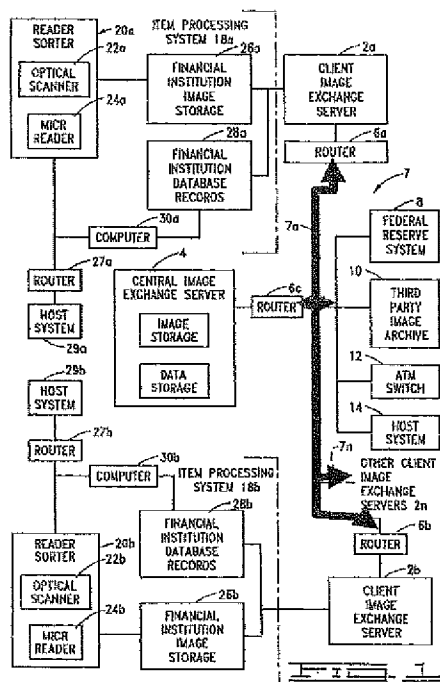 READER SORTER
20a
22a
OPTICAL SCANNER
24a
MICR READER
ITEM PROCESSING SYSTEM 18a
26a
FINANCIAL INSTITUTION IMAGE STORAGE
28a
FINANCIAL INSTITUTION DATABASE RECORDS
2a
CLIENT IMAGE EXCHANGE SERVER
6a
ROUTER
7
7a
8
FEDERAL RESERVE SYSTEM
10
THIRD PARTY IMAGE ARCHIVE
12
ATM SWITCH
14
HOST SYSTEM
30a
COMPUTER
27a
ROUTER
HOST SYSTEM
29a
4
CENTRAL IMAGE EXCHANGE SERVER
IMAGE STORAGE
DATA STORAGE
6c
ROUTER
29b
HOST SYSTEM
27b
ROUTER
30b
COMPUTER
ITEM PROCESSING SYSTEM 18b
28b
FINANCIAL INSTITUTION DATABASE RECORDS
7n
OTHER CLIENT IMAGE EXCHANGE SERVERS 2n
6b
ROUTER
2b
CLIENT IMAGE EXCHANGE SERVER
READER SORTER
20b
22b
OPTICAL SCANNER
24b
MICR READER
26b
FINANCIAL INSTITUTION IMAGE STORAGE